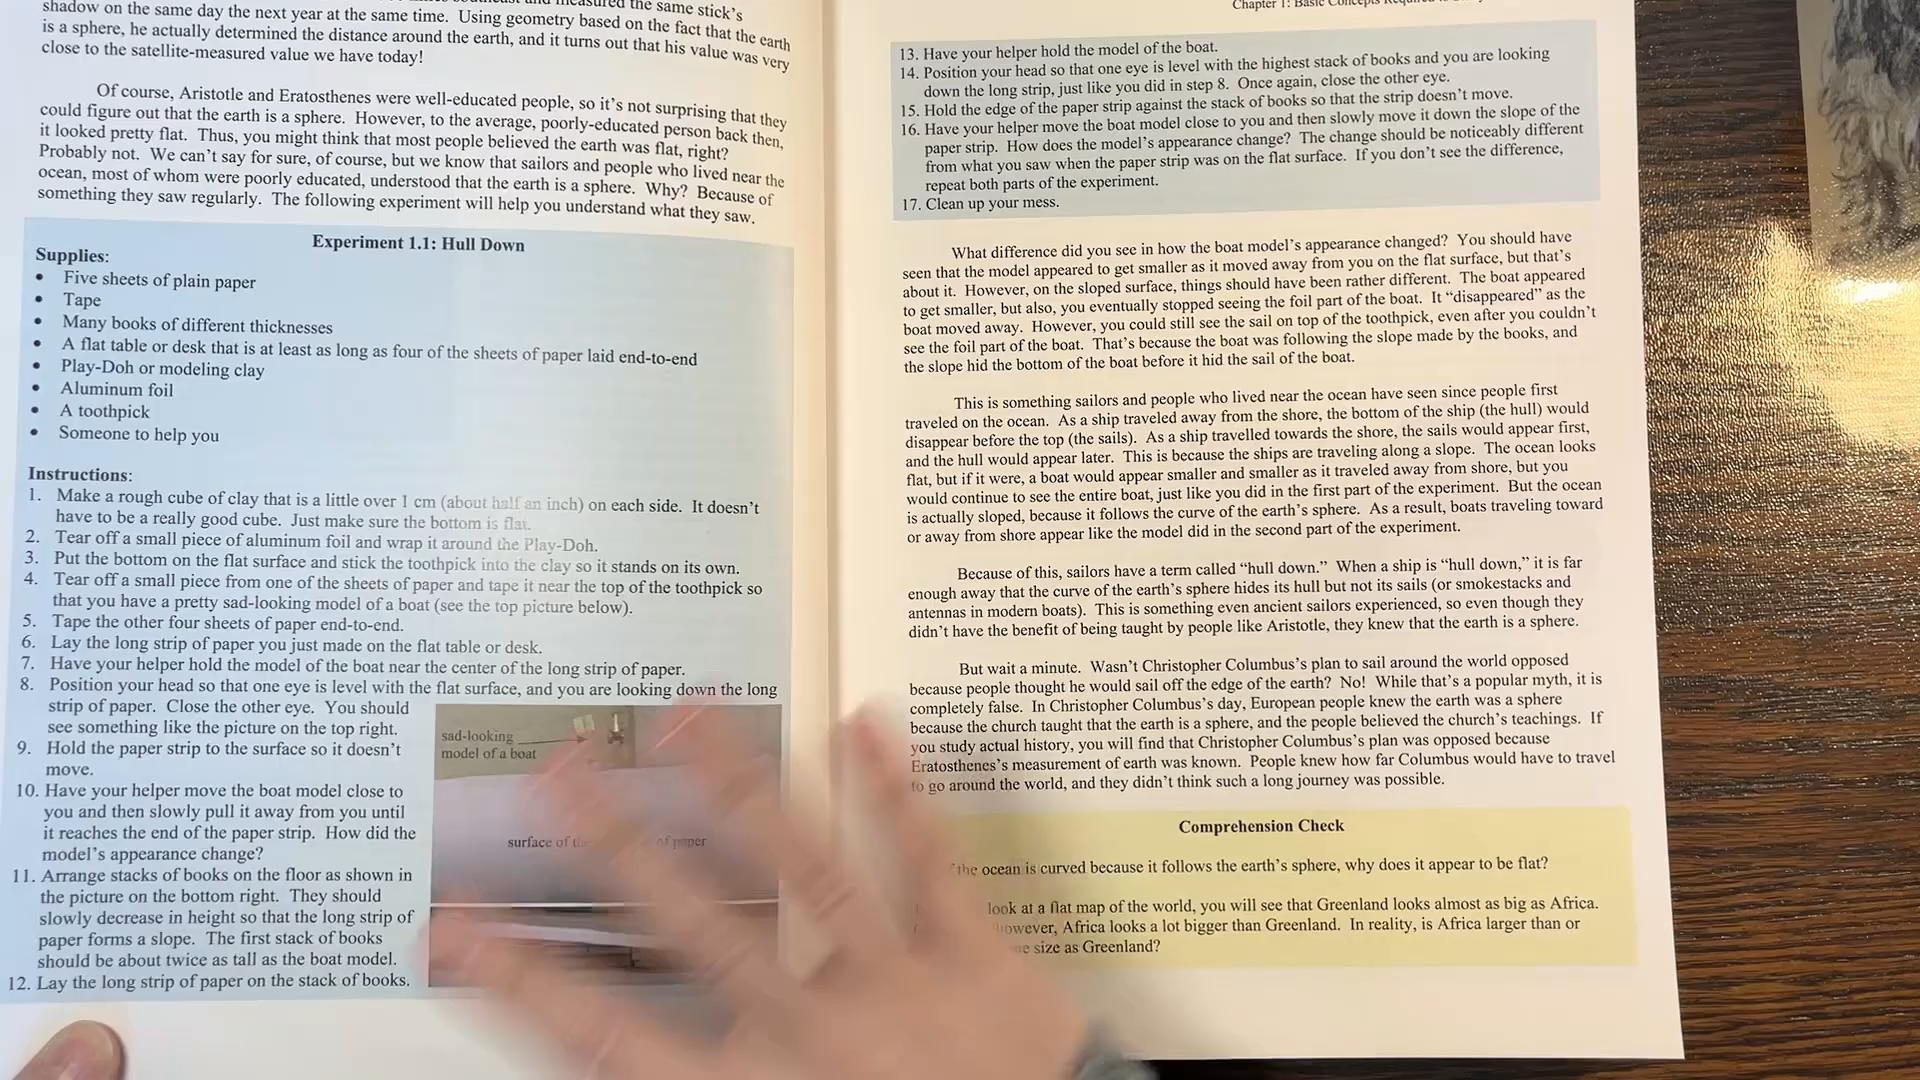 and measured the same stick's
shadow on the same day the next year at the same time. Using geometry based on the fact that the earth
is a sphere, he actually determined the distance around the earth, and it turns out that his value was very
close to the satellite-measured value we have today!
Of course, Aristotle and Eratosthenes were well-educated people, so it's not surprising that they
could figure out that the earth is a sphere. However, to the average, poorly-educated person back then,
it looked pretty flat. Thus, you might think that most people believed the earth was flat, right?
Probably not. We can't say for sure, of course, but we know that sailors and people who lived near the
ocean, most of whom were poorly educated, understood that the earth is a sphere. Why? Because of
something they saw regularly. The following experiment will help you understand what they saw.
Experiment 1.1: Hull Down
Supplies:
• Five sheets of plain paper
• Tape
• Many books of different thicknesses
• A flat table or desk that is at least as long as four of the sheets of paper laid end-to-end
• Play-Doh or modeling clay
• Aluminum foil
• A toothpick
• Someone to help you
Instructions:
1. Make a rough cube of clay that is a little over 1 cm (about half an inch) on each side. It doesn't
have to be a really good cube. Just make sure the bottom is flat.
2. Tear off a small piece of aluminum foil and wrap it around the Play-Doh.
3. Put the bottom on the flat surface and stick the toothpick into the clay so it stands on its own.
4. Tear off a small piece from one of the sheets of paper and tape it near the top of the toothpick so
that you have a pretty sad-looking model of a boat (see the top picture below).
5. Tape the other four sheets of paper end-to-end.
6. Lay the long strip of paper you just made on the flat table or desk.
7. Have your helper hold the model of the boat near the center of the long strip of paper.
8. Position your head so that one eye is level with the flat surface, and you are looking down the long
strip of paper. Close the other eye. You should
see something like the picture on the top right.
9. Hold the paper strip to the surface so it doesn't
move.
10. Have your helper move the boat model close to
you and then slowly pull it away from you until
it reaches the end of the paper strip. How did the
model's appearance change?
11. Arrange stacks of books on the floor as shown in
the picture on the bottom right. They should
slowly decrease in height so that the long strip of
paper forms a slope. The first stack of books
should be about twice as tall as the boat model.
12. Lay the long strip of paper on the stack of books.
sad-looking
model of a boat
surface of of paper
Chapter 1: Basic Concepts
13. Have your helper hold the model of the boat.
14. Position your head so that one eye is level with the highest stack of books and you are looking
down the long strip, just like you did in step 8. Once again, close the other eye.
15. Hold the edge of the paper strip against the stack of books so that the strip doesn't move.
16. Have your helper move the boat model close to you and then slowly move it down the slope of the
paper strip. How does the model's appearance change? The change should be noticeably different
from what you saw when the paper strip was on the flat surface. If you don't see the difference,
repeat both parts of the experiment.
17. Clean up your mess.
What difference did you see in how the boat model's appearance changed? You should have
seen that the model appeared to get smaller as it moved away from you on the flat surface, but that's
about it. However, on the sloped surface, things should have been rather different. The boat appeared
to get smaller, but also, you eventually stopped seeing the foil part of the boat. It "disappeared" as the
boat moved away. However, you could still see the sail on top of the toothpick, even after you couldn't
see the foil part of the boat. That's because the boat was following the slope made by the books, and
the slope hid the bottom of the boat before it hid the sail of the boat.
This is something sailors and people who lived near the ocean have seen since people first
traveled on the ocean. As a ship traveled away from the shore, the bottom of the ship (the hull) would
disappear before the top (the sails). As a ship travelled towards the shore, the sails would appear first,
and the hull would appear later. This is because the ships are traveling along a slope. The ocean looks
flat, but if it were, a boat would appear smaller and smaller as it traveled away from shore, but you
would continue to see the entire boat, just like you did in the first part of the experiment. But the ocean
is actually sloped, because it follows the curve of the earth's sphere. As a result, boats traveling toward
or away from shore appear like the model did in the second part of the experiment.
Because of this, sailors have a term called "hull down." When a ship is "hull down," it is far
enough away that the curve of the earth's sphere hides its hull but not its sails (or smokestacks and
antennas in modern boats). This is something even ancient sailors experienced, so even though they
didn't have the benefit of being taught by people like Aristotle, they knew that the earth is a sphere.
But wait a minute. Wasn't Christopher Columbus's plan to sail around the world opposed
because people thought he would sail off the edge of the earth? No! While that's a popular myth, it is
completely false. In Christopher Columbus's day, European people knew the earth was a sphere
because the church taught that the earth is a sphere, and the people believed the church's teachings. If
you study actual history, you will find that Christopher Columbus's plan was opposed because
Eratosthenes's measurement of earth was known. People knew how far Columbus would have to travel
to go around the world, and they didn't think such a long journey was possible.
Comprehension Check
the ocean is curved because it follows the earth's sphere, why does it appear to be flat?
look at a flat map of the world, you will see that Greenland looks almost as big as Africa.
However, Africa looks a lot bigger than Greenland. In reality, is Africa larger than or
size as Greenland?